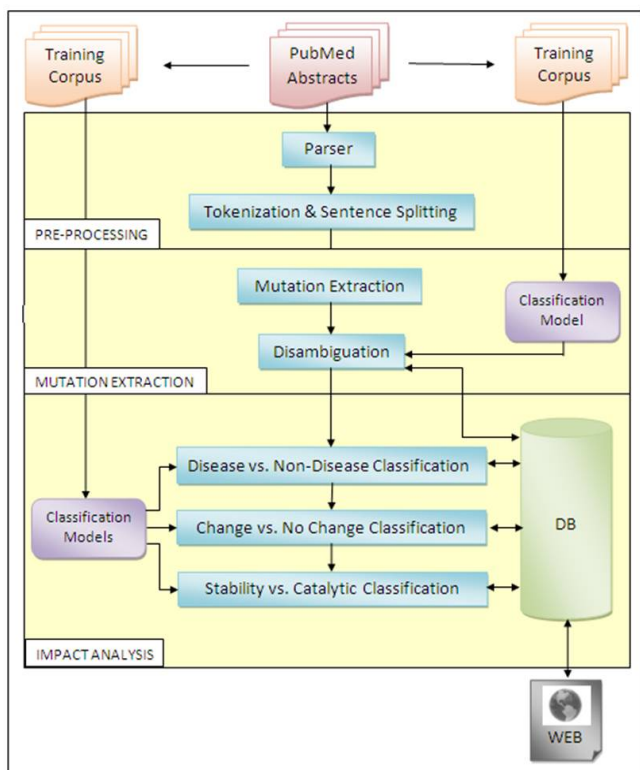 Training
Corpus
PubMed
Abstracts
Training
Corpus
Parser
Tokenization & Sentence Splitting
PRE-PROCESSING
Mutation Extraction
Classification
Model
Disambiguation
MUTATION EXTRACTION
Disease vs. Non-Disease Classification
Classification
Models
Change vs. No Change Classification
DB
Stability vs. Catalytic Classification
IMPACT ANALYSIS
WEB